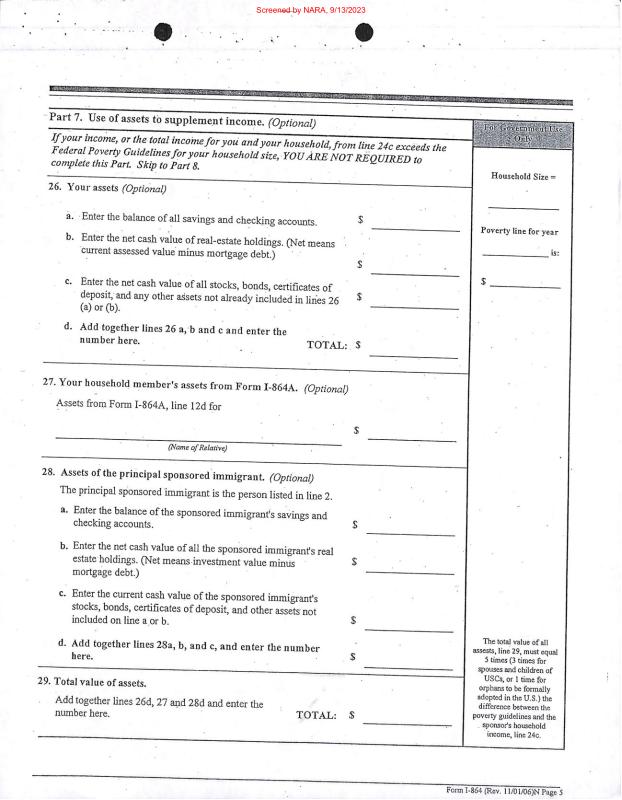 Screened by NARA, 9/13/2023
Part 7. Use of assets to supplement income. (Optional)
If your income, or the total income for you and your household, from line 24c exceeds the
Federal Poverty Guidelines for your household size, YOU ARE NOT REQUIRED to
complete this Part. Skip to Part 8.
For Government Use
Only
Household Size =
Poverty line for year
is:
$
26. Your assets (Optional)
a. Enter the balance of all savings and checking accounts. $
b. Enter the net cash value of real-estate holdings. (Net means
current assessed value minus mortgage debt.)
$
c. Enter the net cash value of all stocks, bonds, certificates of
deposit, and any other assets not already included in lines 26 $
(a) or (b).
d. Add together lines 26 a, b and c and enter the
number here. TOTAL: $
27. Your household member's assets from Form I-864A. (Optional)
Assets from Form I-864A, line 12d for
$
(Name of Relative)
28. Assets of the principal sponsored immigrant. (Optional)
The principal sponsored immigrant is the person listed in line 2.
a. Enter the balance of the sponsored immigrant's savings and
checking accounts. $
b. Enter the net cash value of all the sponsored immigrant's real
estate holdings. (Net means investment value minus $
mortgage debt.)
c. Enter the current cash value of the sponsored immigrant's
stocks, bonds, certificates of deposit, and other assets not
included on line a or b. $
d. Add together lines 28a, b, and c, and enter the number
here. $
29. Total value of assets.
Add together lines 26d, 27 and 28d and enter the
number here. TOTAL: $
The total value of all
assests, line 29, must equal
5 times (3 times for
spouses and children of
USCs, or 1 time for
orphans to be formally
adopted in the U.S.) the
difference between the
poverty guidelines and the
sponsor's household
income, line 24c.
Form I-864 (Rev. 11/01/06)N Page 5